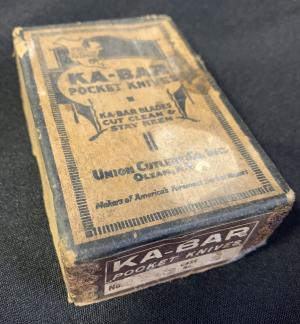 KA-BAR
POCKET KNIVES
KA-BAR BLADES
CUT CLEAN &
STAY KEEN
UNION CUTLERY CO. INC.
OLEAN, N.Y.
Makers of America's Foremost
KA-BAR
POCKET KNIVES
No.